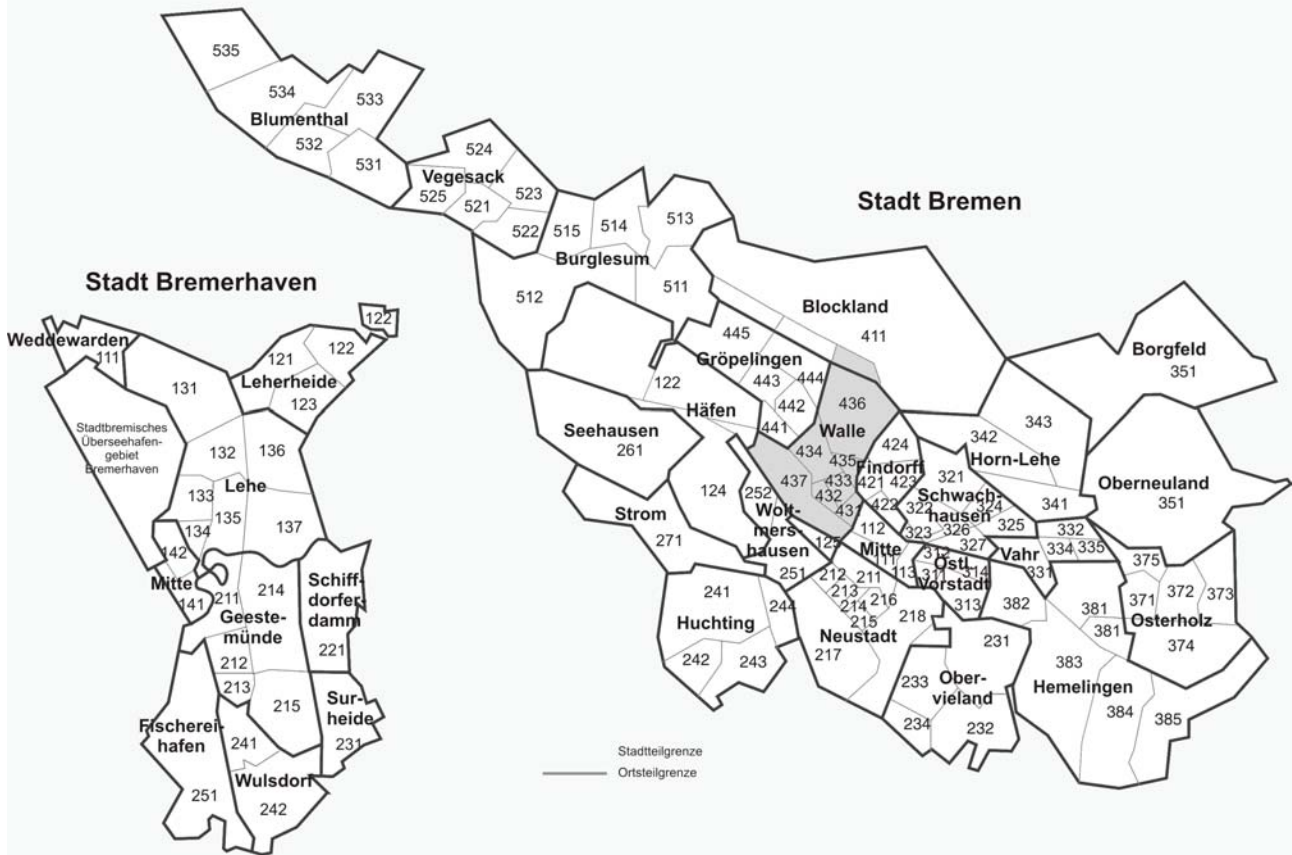 Stadt Bremen
Stadt Bremerhaven
535
534
533
Blumenthal
532
531
524
Vegesack
525
523
521
522
515
514
513
Burglesum
512
511
Blockland
411
445
Gröpelingen
443
444
122
442
Häfen
441
436
Walle
434
435
437
433
432
431
424
Findorff
421
423
422
Borgfeld
351
343
342
Horn-Lehe
341
Oberneuland
351
321
Schwach-
hausen
322
324
323
326
325
327
332
334
335
Vahr
331
Seehausen
261
124
252
Strom
271
Wolt-
mers-
hausen
125
251
112
Mitte
111
113
312
Östl.
Vorstadt
311
314
313
241
244
Huchting
242
243
212
211
213
214
216
215
218
Neustadt
217
231
233
Ober-
vieland
234
232
382
381
381
383
Hemelingen
384
385
375
371
372
373
Osterholz
374
Weddewarden
111
122
121
122
Leherheide
123
131
Stadtbremisches
Überseehafen-
gebiet
Bremerhaven
132
136
Lehe
133
135
134
137
142
Mitte
141
211
214
Geeste-
münde
212
213
215
Schiff-
dorfer-
damm
221
Sur-
heide
231
Fischerei-
hafen
251
241
Wulsdorf
242
Stadtteilgrenze
Ortsteilgrenze